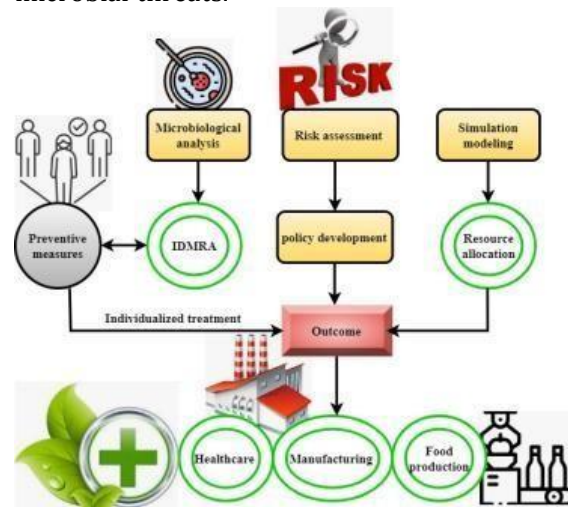 microbial threats.
RISK
Microbiological
analysis
Risk assessment
Simulation
modeling
Preventive
measures
IDMRA
policy development
Resource
allocation
Individualized treatment
Outcome
Healthcare
Manufacturing
Food
production